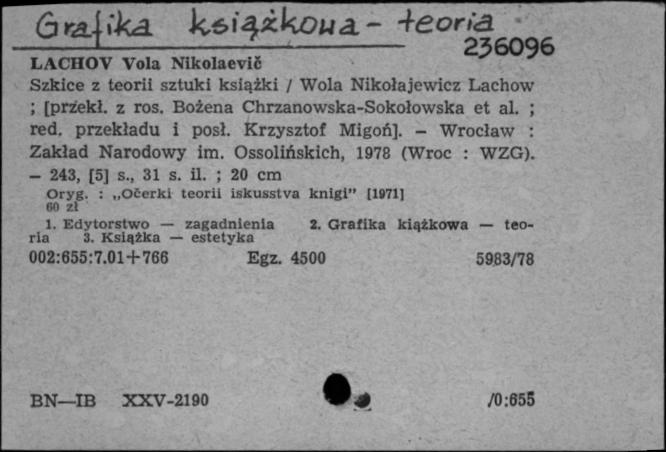 Grafika książkowa - teoria
236096
LACHOV Vola Nikolaevič
Szkice z teorii sztuki książki / Wola Nikołajewicz Lachow
; [przekł. z ros. Bożena Chrzanowska-Sokołowska et al. ;
red. przekładu i posł. Krzysztof Migoń]. — Wrocław :
Zakład Narodowy im. Ossolińskich, 1978 (Wroc : WZG).
— 243, [5] s., 31 s. il. ; 20 cm
Oryg. : „Očerki teorii iskusstva knigi” [1971]
60 zł
1. Edytorstwo — zagadnienia 2. Grafika kiążkowa — teo-
ria 3. Książka — estetyka
002:655:7.01+766 Egz. 4500 5983/78
BN—IB XXV-2190 /0:655